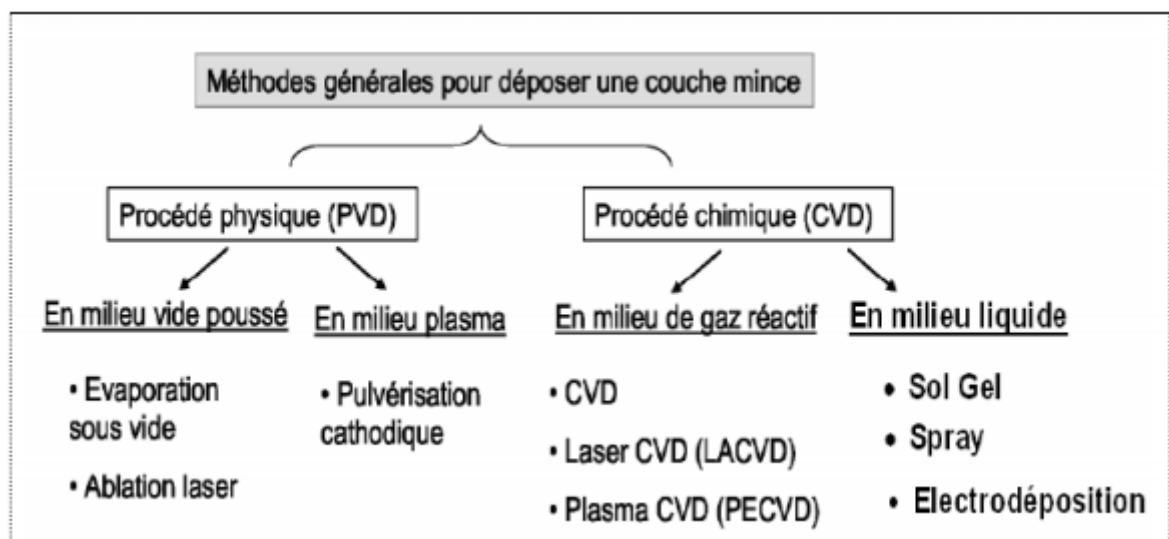 Méthodes générales pour déposer une couche mince
Procédé physique (PVD)
Procédé chimique (CVD)
En milieu vide poussé
• Evaporation
sous vide
• Ablation laser
En milieu plasma
• Pulvérisation
cathodique
En milieu de gaz réactif
• CVD
• Laser CVD (LACVD)
• Plasma CVD (PECVD)
En milieu liquide
• Sol Gel
• Spray
• Electrodéposition